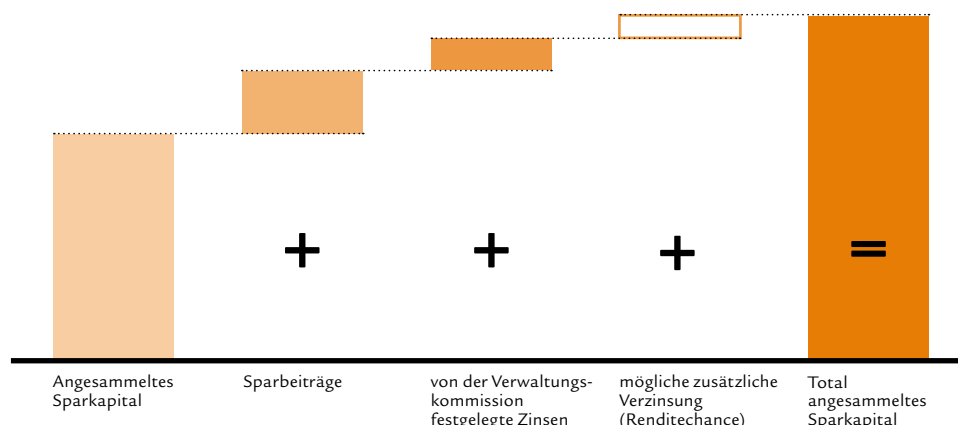 +
+
+
=
Angesammeltes
Sparkapital
Sparbeiträge
von der Verwaltungs-
kommission
festgelegte Zinsen
mögliche zusätzliche
Verzinsung
(Renditechance)
Total
angesammeltes
Sparkapital